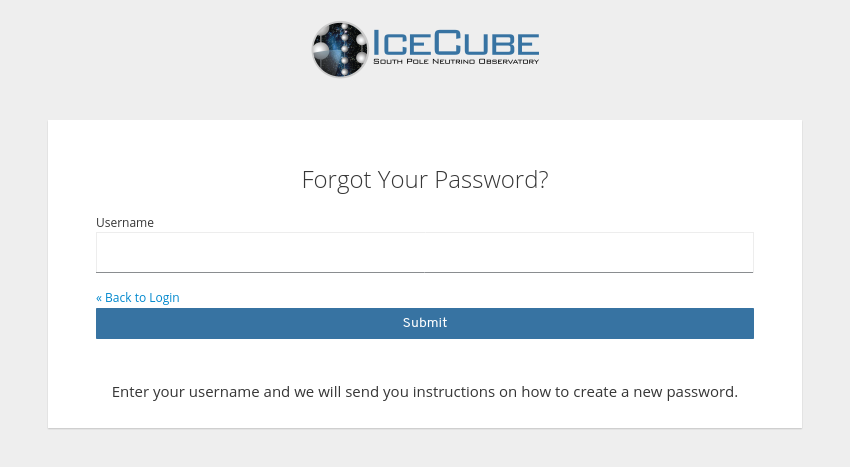 IceCube
South Pole Neutrino Observatory
Forgot Your Password?
Username
« Back to Login
Submit
Enter your username and we will send you instructions on how to create a new password.